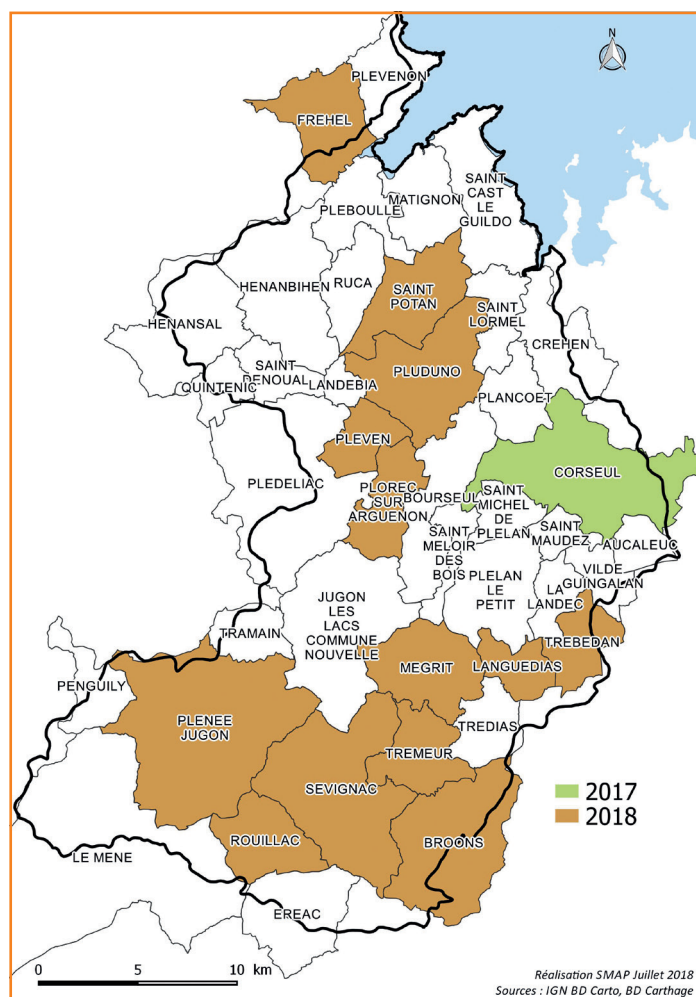 N
PLEVENON
FREHEL
SAINT
CAST
LE
GUILDO
MATIGNON
PLEBOULLE
HENANBIHEN
RUCA
SAINT
POTAN
SAINT
LORMEL
HENANSAL
CREHEN
SAINT
DENOUAL
QUINTENIC
LANDEBIA
PLUDUNO
PLANCOET
PLEVEN
CORSEUL
PLEDELIAC
PLOREC
SUR
ARGUENON
BOURSEUL
SAINT
MICHEL
DE
PLELAN
SAINT
MAUDEZ
AUCALEUC
SAINT
MELOIR
DES
BOIS
PLELAN
LE
PETIT
VILDE
GUINGALAN
LA
LANDEC
JUGON
LES
LACS
COMMUNE
NOUVELLE
TRAMAIN
TREBEDAN
MEGRIT
LANGUEDIAS
PENGUILY
PLENEE
JUGON
TREDIAS
TREMEUR
SEVIGNAC
2017
2018
ROUILLAC
BROONS
LE MENE
EREAC
0 5 10 km
Réalisation SMAP Juillet 2018
Sources : IGN BD Carto, BD Carthage